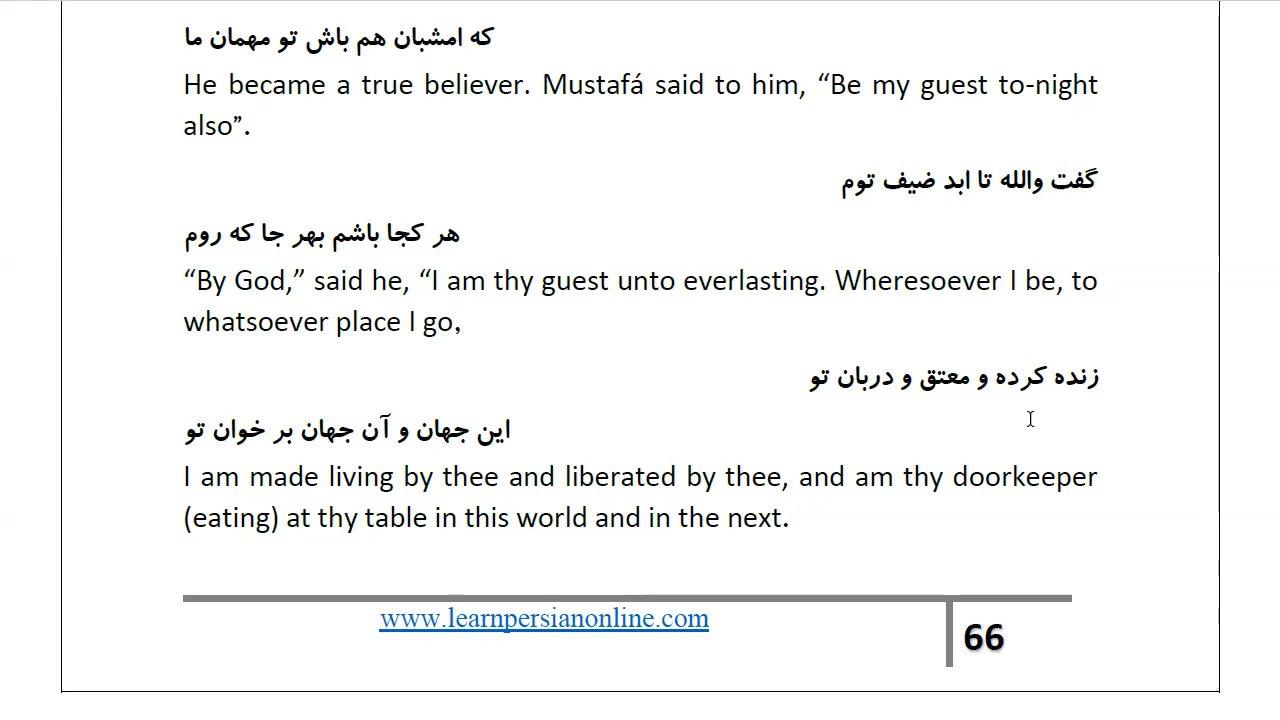 که امشبان هم باش تو مهمان ما
He became a true believer. Mustafá said to him, “Be my guest to-night
also”.
گفت والله تا ابد ضیف توم
هر کجا باشم بهر جا که روم
“By God,” said he, “I am thy guest unto everlasting. Wheresoever I be, to
whatsoever place I go,
زنده کرده و معتق و دربان تو
این جهان و آن جهان بر خوان تو
I am made living by thee and liberated by thee, and am thy doorkeeper
(eating) at thy table in this world and in the next.
www.learnpersianonline.com
66